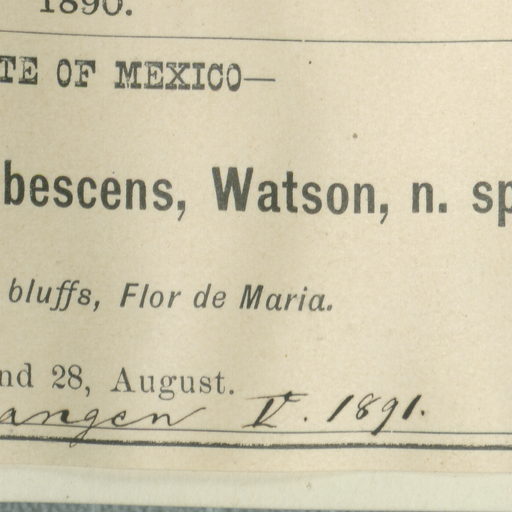 1890.
TE OF MEXICO—
bescens, Watson, n. sp
bluffs, Flor de Maria.
nd 28, August.
angen V. 1891.